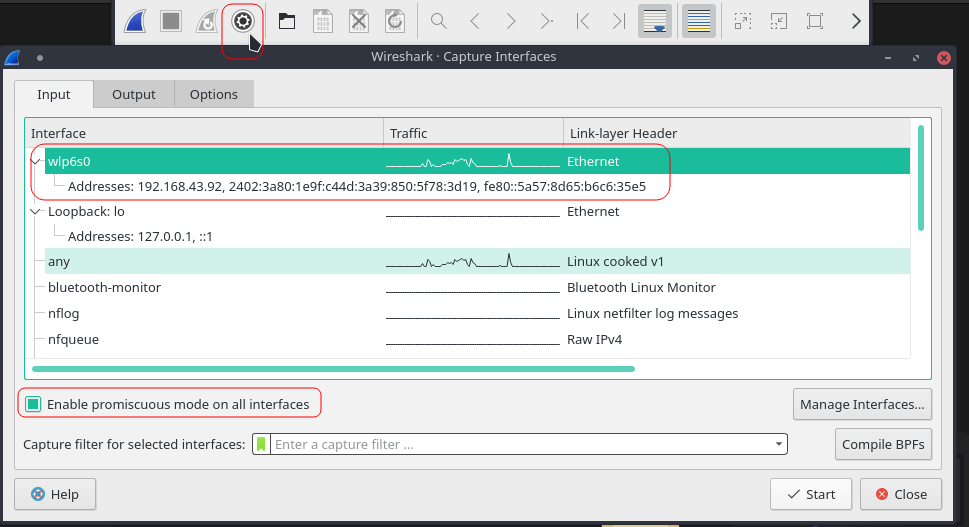 Wireshark · Capture Interfaces
Input Output Options
Interface Traffic Link-layer Header
wlp6s0 Ethernet
Addresses: 192.168.43.92, 2402:3a80:1e9f:c44d:3a39:850:5f78:3d19, fe80::5a57:8d65:b6c6:35e5
Loopback: lo Ethernet
Addresses: 127.0.0.1, ::1
any Linux cooked v1
bluetooth-monitor Bluetooth Linux Monitor
nflog Linux netfilter log messages
nfqueue Raw IPv4
Enable promiscuous mode on all interfaces Manage Interfaces...
Capture filter for selected interfaces: Enter a capture filter ... Compile BPFs
Help Start Close